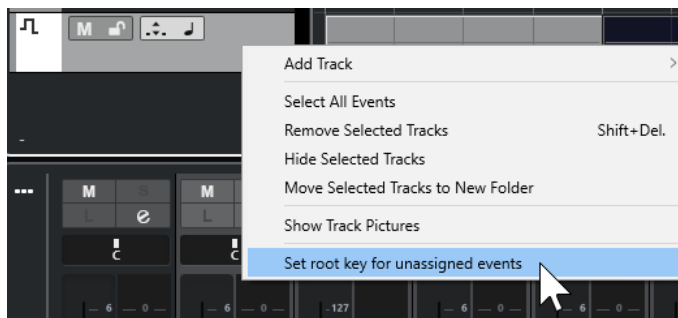 M
Add Track
Select All Events
Remove Selected Tracks Shift+Del.
Hide Selected Tracks
Move Selected Tracks to New Folder
Show Track Pictures
Set root key for unassigned events
-
M S M
L e L
C C
6 0 6 0 -127 6 0 6 0